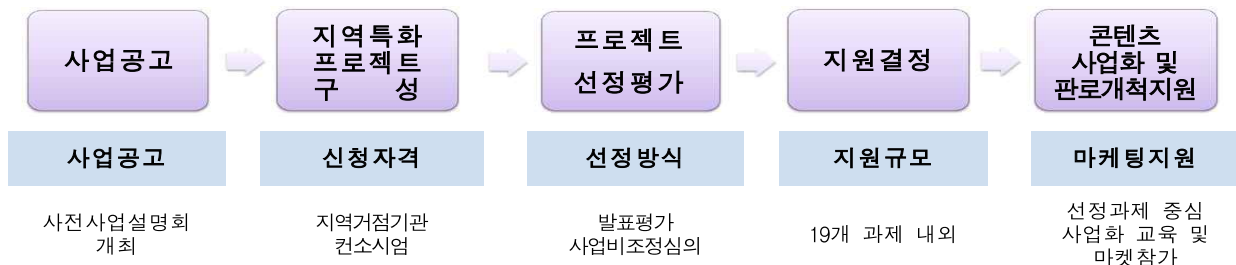 사업공고
지역특화
프로젝트
구 성
프로젝트
선정평가
지원결정
콘텐츠
사업화 및
판로개척지원
사업공고
신청자격
선정방식
지원규모
마케팅지원
사전사업설명회
개최
지역거점기관
컨소시엄
발표평가
사업비조정심의
19개 과제 내외
선정과제 중심
사업화 교육 및
마켓참가